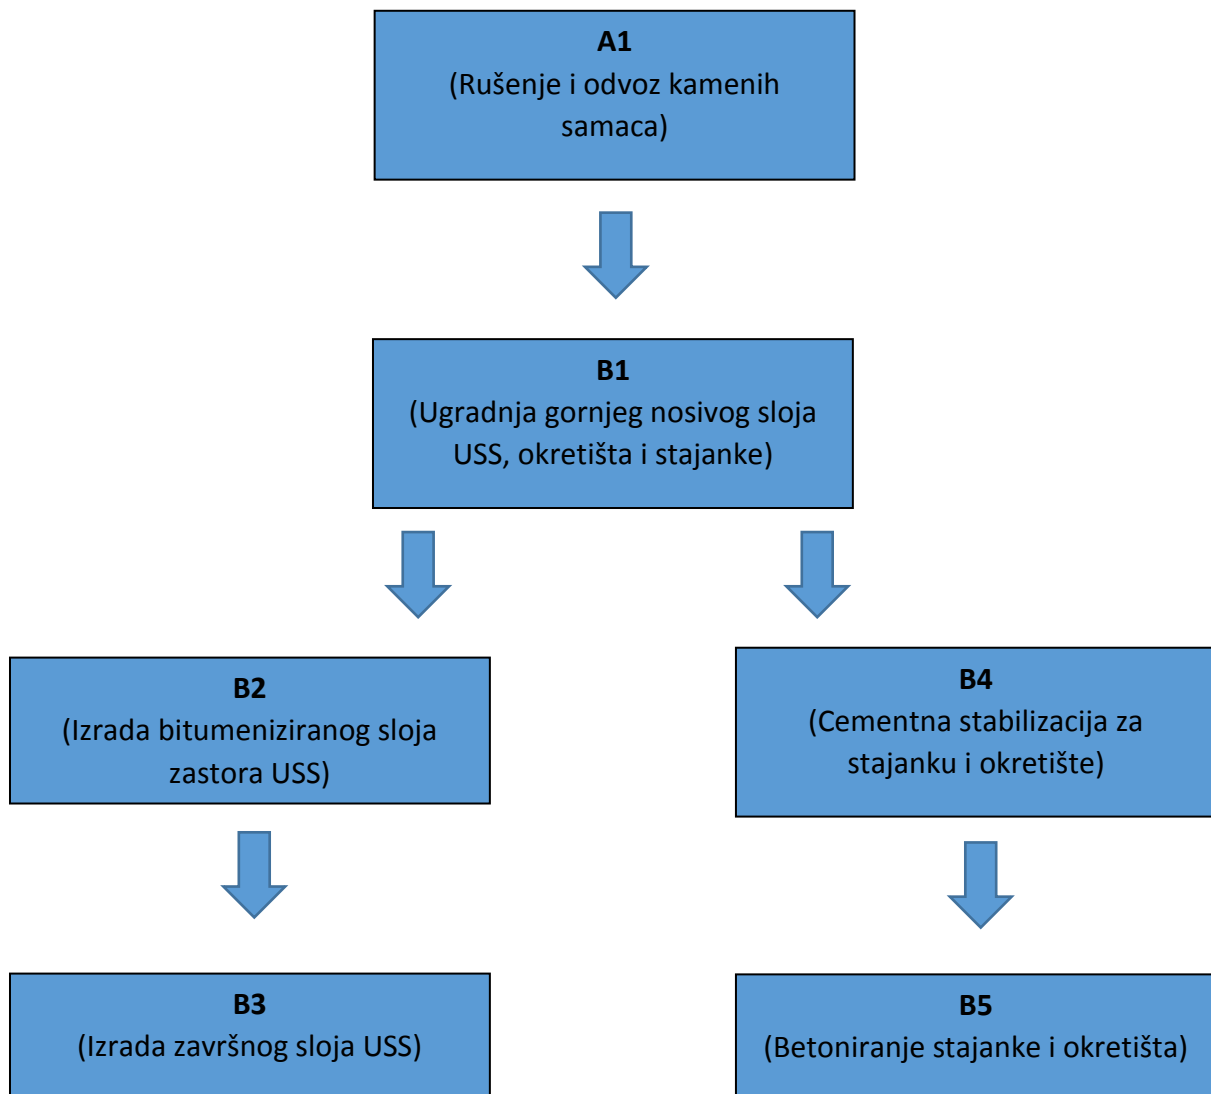 A1
(Rušenje i odvoz kamenih
samaca)
B1
(Ugradnja gornjeg nosivog sloja
USS, okretišta i stajanke)
B2
(Izrada bitumeniziranog sloja
zastora USS)
B4
(Cementna stabilizacija za
stajanku i okretište)
B3
(Izrada završnog sloja USS)
B5
(Betoniranje stajanke i okretišta)